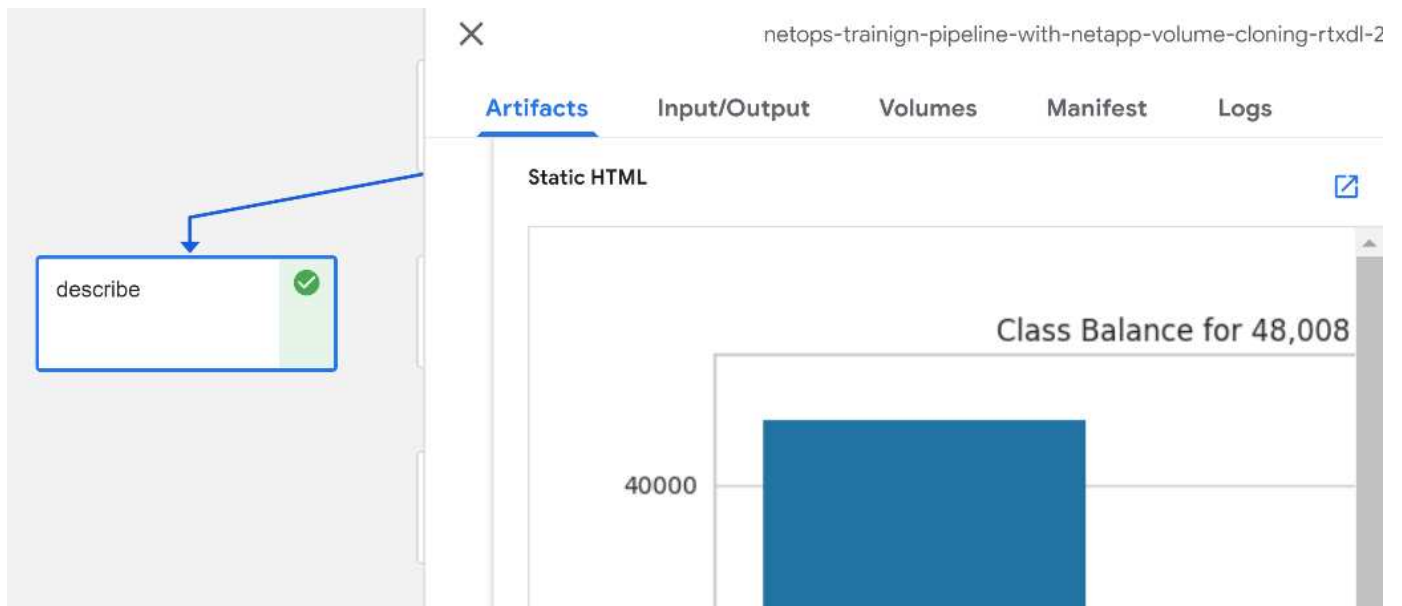 netops-trainign-pipeline-with-netapp-volume-cloning-rtxdl-2
Artifacts Input/Output Volumes Manifest Logs
Static HTML
describe
Class Balance for 48,008
40000